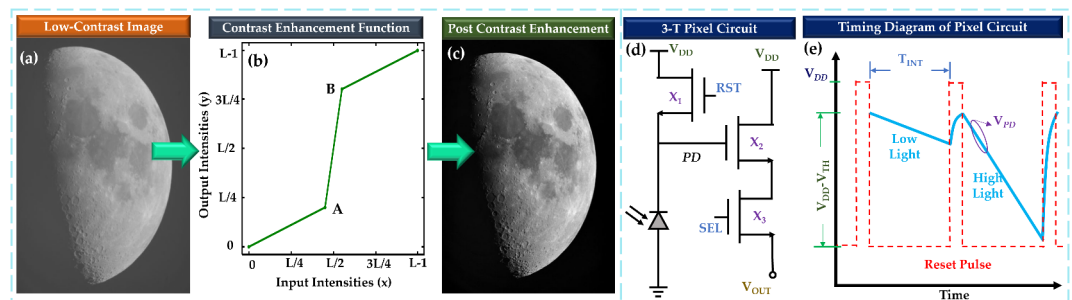 Low-Contrast Image
(a)
Contrast Enhancement Function
(b)
Output Intensities (y)
L-1
3L/4
L/2
L/4
0
B
A
0
L/4
L/2
3L/4
L-1
Input Intensities (x)
Post Contrast Enhancement
(c)
3-T Pixel Circuit
(d)
VDD
VDD
RST
X1
PD
X2
SEL
X3
VOUT
Timing Diagram of Pixel Circuit
(e)
VDD
TINT
VPD
Low
Light
High
Light
VDD-VTH
Reset Pulse
Time